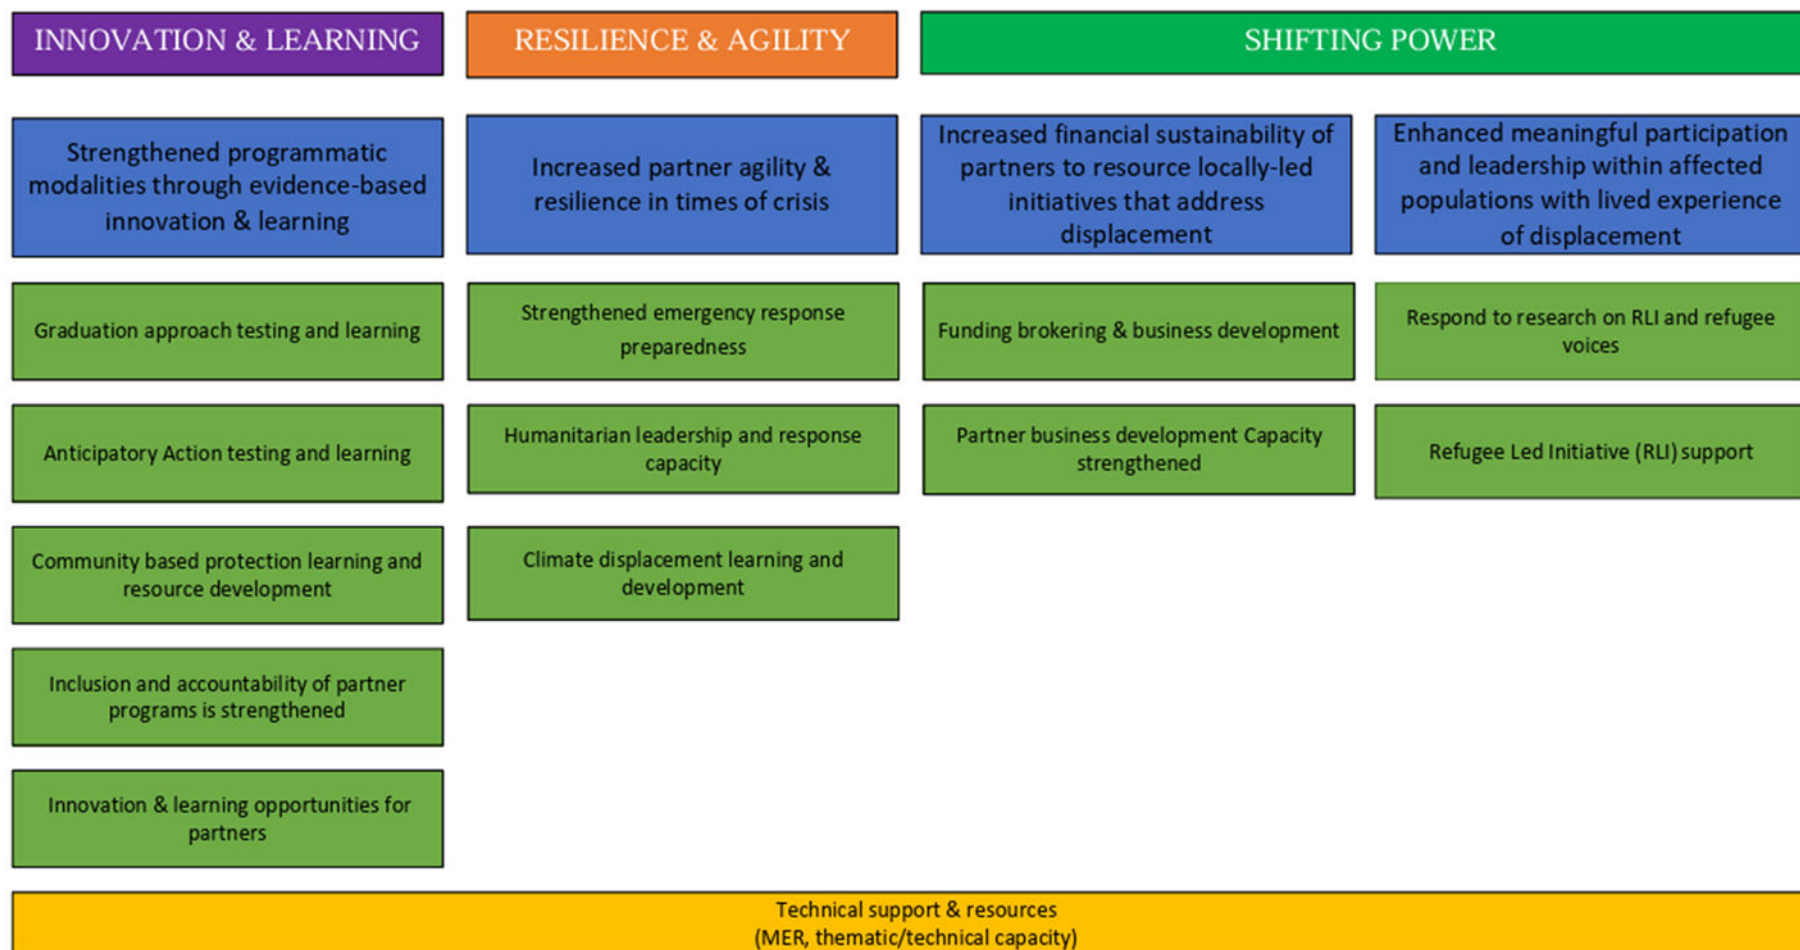 INNOVATION & LEARNING
RESILIENCE & AGILITY
SHIFTING POWER
Strengthened programmatic
modalities through evidence-based
innovation & learning
Increased partner agility &
resilience in times of crisis
Increased financial sustainability of
partners to resource locally-led
initiatives that address
displacement
Enhanced meaningful participation
and leadership within affected
populations with lived experience
of displacement
Graduation approach testing and learning
Strengthened emergency response
preparedness
Funding brokering & business development
Respond to research on RLI and refugee
voices
Anticipatory Action testing and learning
Humanitarian leadership and response
capacity
Partner business development Capacity
strengthened
Refugee Led Initiative (RLI) support
Community based protection learning and
resource development
Climate displacement learning and
development
Inclusion and accountability of partner
programs is strengthened
Innovation & learning opportunities for
partners
Technical support & resources
(MER, thematic/technical capacity)